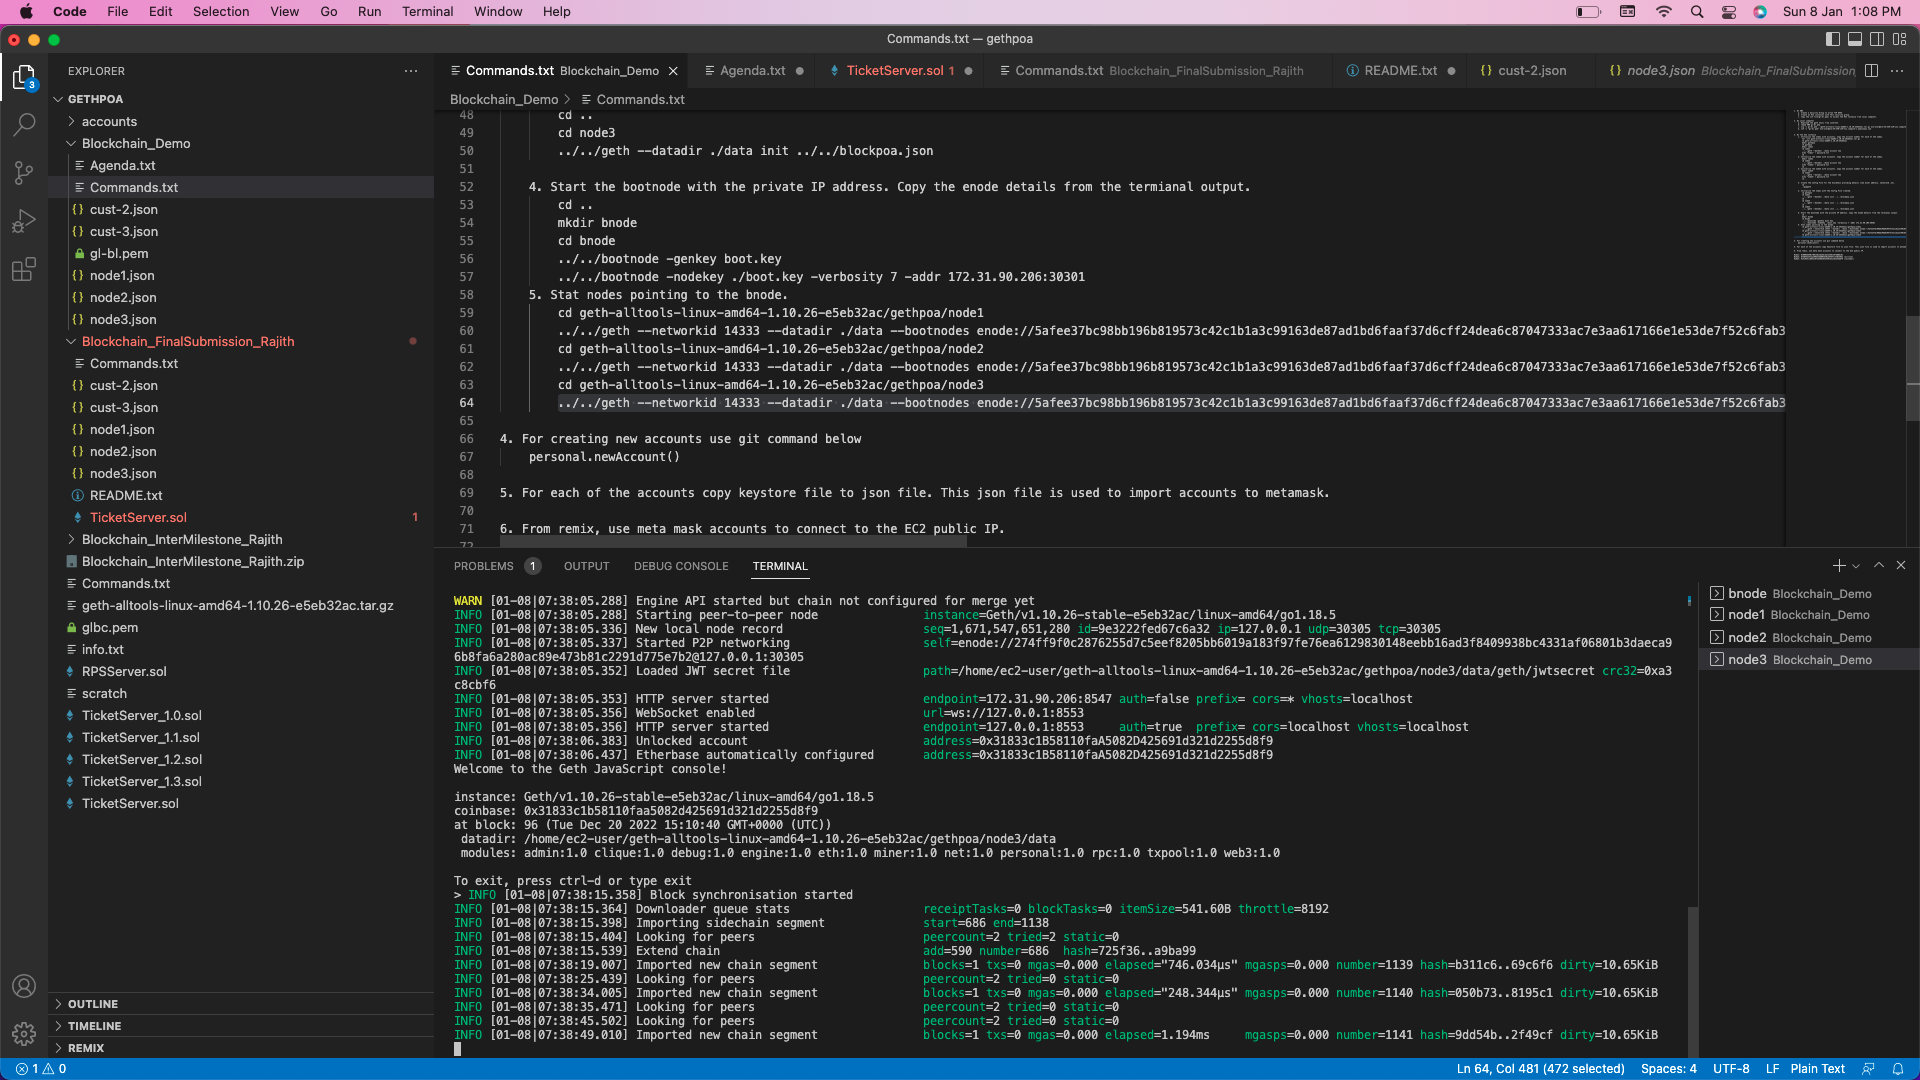 Code File Edit Selection View Go Run Terminal Window Help Sun 8 Jan 1:08 PM
Commands.txt — gethpoa
EXPLORER
3
GETHPOA
accounts
Blockchain_Demo
Agenda.txt
Commands.txt
cust-2.json
cust-3.json
gl-bl.pem
node1.json
node2.json
node3.json
Blockchain_FinalSubmission_Rajith
Commands.txt
cust-2.json
cust-3.json
node1.json
node2.json
node3.json
README.txt
TicketServer.sol 1
Blockchain_InterMilestone_Rajith
Blockchain_InterMilestone_Rajith.zip
Commands.txt
geth-alltools-linux-amd64-1.10.26-e5eb32ac.tar.gz
glbc.pem
info.txt
RPSServer.sol
scratch
TicketServer_1.0.sol
TicketServer_1.1.sol
TicketServer_1.2.sol
TicketServer_1.3.sol
TicketServer.sol
OUTLINE
TIMELINE
REMIX
Commands.txt Blockchain_Demo Agenda.txt TicketServer.sol 1 Commands.txt Blockchain_FinalSubmission_Rajith README.txt cust-2.json node3.json Blockchain_FinalSubmission_
Blockchain_Demo > Commands.txt
48 cd ..
49 cd node3
50 ../../geth --datadir ./data init ../../blockpoa.json
51
52 4. Start the bootnode with the private IP address. Copy the enode details from the termianal output.
53 cd ..
54 mkdir bnode
55 cd bnode
56 ../../bootnode -genkey boot.key
57 ../../bootnode -nodekey ./boot.key -verbosity 7 -addr 172.31.90.206:30301
58 5. Stat nodes pointing to the bnode.
59 cd geth-alltools-linux-amd64-1.10.26-e5eb32ac/gethpoa/node1
60 ../../geth --networkid 14333 --datadir ./data --bootnodes enode://5afee37bc98bb196b819573c42c1b1a3c99163de87ad1bd6faaf37d6cff24dea6c87047333ac7e3aa617166e1e53de7f52c6fab3
61 cd geth-alltools-linux-amd64-1.10.26-e5eb32ac/gethpoa/node2
62 ../../geth --networkid 14333 --datadir ./data --bootnodes enode://5afee37bc98bb196b819573c42c1b1a3c99163de87ad1bd6faaf37d6cff24dea6c87047333ac7e3aa617166e1e53de7f52c6fab3
63 cd geth-alltools-linux-amd64-1.10.26-e5eb32ac/gethpoa/node3
64 ../../geth --networkid 14333 --datadir ./data --bootnodes enode://5afee37bc98bb196b819573c42c1b1a3c99163de87ad1bd6faaf37d6cff24dea6c87047333ac7e3aa617166e1e53de7f52c6fab3
65
66 4. For creating new accounts use git command below
67 personal.newAccount()
68
69 5. For each of the accounts copy keystore file to json file. This json file is used to import accounts to metamask.
70
71 6. From remix, use meta mask accounts to connect to the EC2 public IP.
72
PROBLEMS 1 OUTPUT DEBUG CONSOLE TERMINAL
WARN [01-08|07:38:05.288] Engine API started but chain not configured for merge yet
INFO [01-08|07:38:05.288] Starting peer-to-peer node instance=Geth/v1.10.26-stable-e5eb32ac/linux-amd64/go1.18.5
INFO [01-08|07:38:05.336] New local node record seq=1,671,547,651,280 id=9e3222fed67c6a32 ip=127.0.0.1 udp=30305 tcp=30305
INFO [01-08|07:38:05.337] Started P2P networking self=enode://274ff9f0c2876255d7c5eef8205bb6019a183f97fe76ea6129830148eebb16ad3f8409938bc4331af06801b3daeca9
6b8fa6a280ac89e473b81c2291d775e7b2@127.0.0.1:30305
INFO [01-08|07:38:05.352] Loaded JWT secret file path=/home/ec2-user/geth-alltools-linux-amd64-1.10.26-e5eb32ac/gethpoa/node3/data/geth/jwtsecret crc32=0xa3
c8cbf6
INFO [01-08|07:38:05.353] HTTP server started endpoint=172.31.90.206:8547 auth=false prefix= cors=* vhosts=localhost
INFO [01-08|07:38:05.356] WebSocket enabled url=ws://127.0.0.1:8553
INFO [01-08|07:38:05.356] HTTP server started endpoint=127.0.0.1:8553 auth=true prefix= cors=localhost vhosts=localhost
INFO [01-08|07:38:06.383] Unlocked account address=0x31833c1B58110faA5082D425691d321d2255d8f9
INFO [01-08|07:38:06.437] Etherbase automatically configured address=0x31833c1B58110faA5082D425691d321d2255d8f9
Welcome to the Geth JavaScript console!
instance: Geth/v1.10.26-stable-e5eb32ac/linux-amd64/go1.18.5
coinbase: 0x31833c1b58110faa5082d425691d321d2255d8f9
at block: 96 (Tue Dec 20 2022 15:10:40 GMT+0000 (UTC))
datadir: /home/ec2-user/geth-alltools-linux-amd64-1.10.26-e5eb32ac/gethpoa/node3/data
modules: admin:1.0 clique:1.0 debug:1.0 engine:1.0 eth:1.0 miner:1.0 net:1.0 personal:1.0 rpc:1.0 txpool:1.0 web3:1.0
To exit, press ctrl-d or type exit
> INFO [01-08|07:38:15.358] Block synchronisation started
INFO [01-08|07:38:15.364] Downloader queue stats receiptTasks=0 blockTasks=0 itemSize=541.60B throttle=8192
INFO [01-08|07:38:15.398] Importing sidechain segment start=686 end=1138
INFO [01-08|07:38:15.404] Looking for peers peercount=2 tried=2 static=0
INFO [01-08|07:38:15.539] Extend chain add=590 number=686 hash=725f36..a9ba99
INFO [01-08|07:38:19.007] Imported new chain segment blocks=1 txs=0 mgas=0.000 elapsed="746.034µs" mgasps=0.000 number=1139 hash=b311c6..69c6f6 dirty=10.65KiB
INFO [01-08|07:38:25.439] Looking for peers peercount=2 tried=0 static=0
INFO [01-08|07:38:34.005] Imported new chain segment blocks=1 txs=0 mgas=0.000 elapsed="248.344µs" mgasps=0.000 number=1140 hash=050b73..8195c1 dirty=10.65KiB
INFO [01-08|07:38:35.471] Looking for peers peercount=2 tried=0 static=0
INFO [01-08|07:38:45.502] Looking for peers peercount=2 tried=0 static=0
INFO [01-08|07:38:49.010] Imported new chain segment blocks=1 txs=0 mgas=0.000 elapsed=1.194ms mgasps=0.000 number=1141 hash=9dd54b..2f49cf dirty=10.65KiB
bnode Blockchain_Demo
node1 Blockchain_Demo
node2 Blockchain_Demo
node3 Blockchain_Demo
1 0 Ln 64, Col 481 (472 selected) Spaces: 4 UTF-8 LF Plain Text